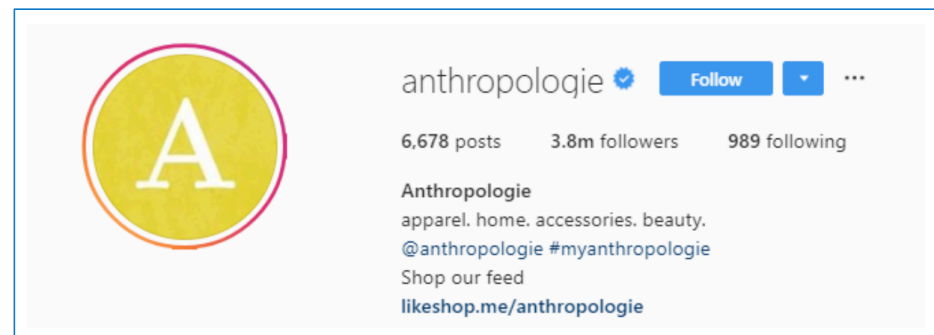 A
anthropologie Follow
6,678 posts 3.8m followers 989 following
Anthropologie
apparel. home. accessories. beauty.
@anthropologie #myanthropologie
Shop our feed
likeshop.me/anthropologie